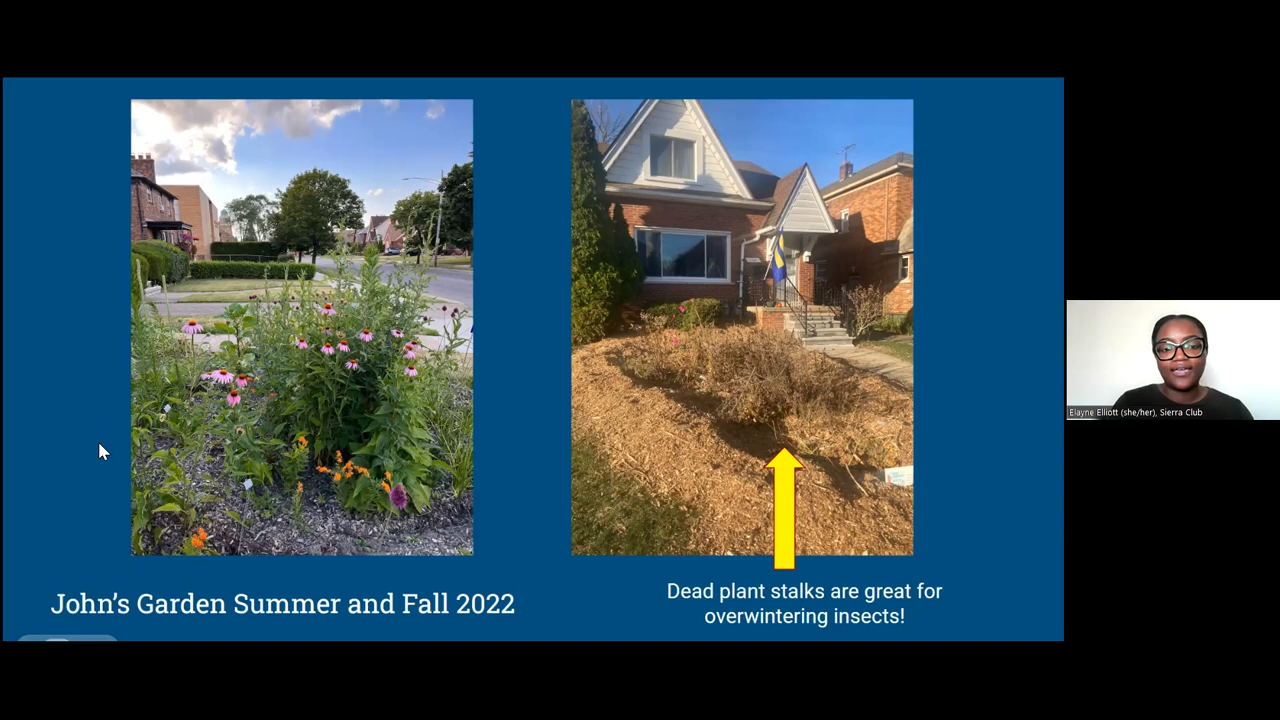 John's Garden Summer and Fall 2022
Dead plant stalks are great for
overwintering insects!
Elayne Elliott (she/her), Sierra Club